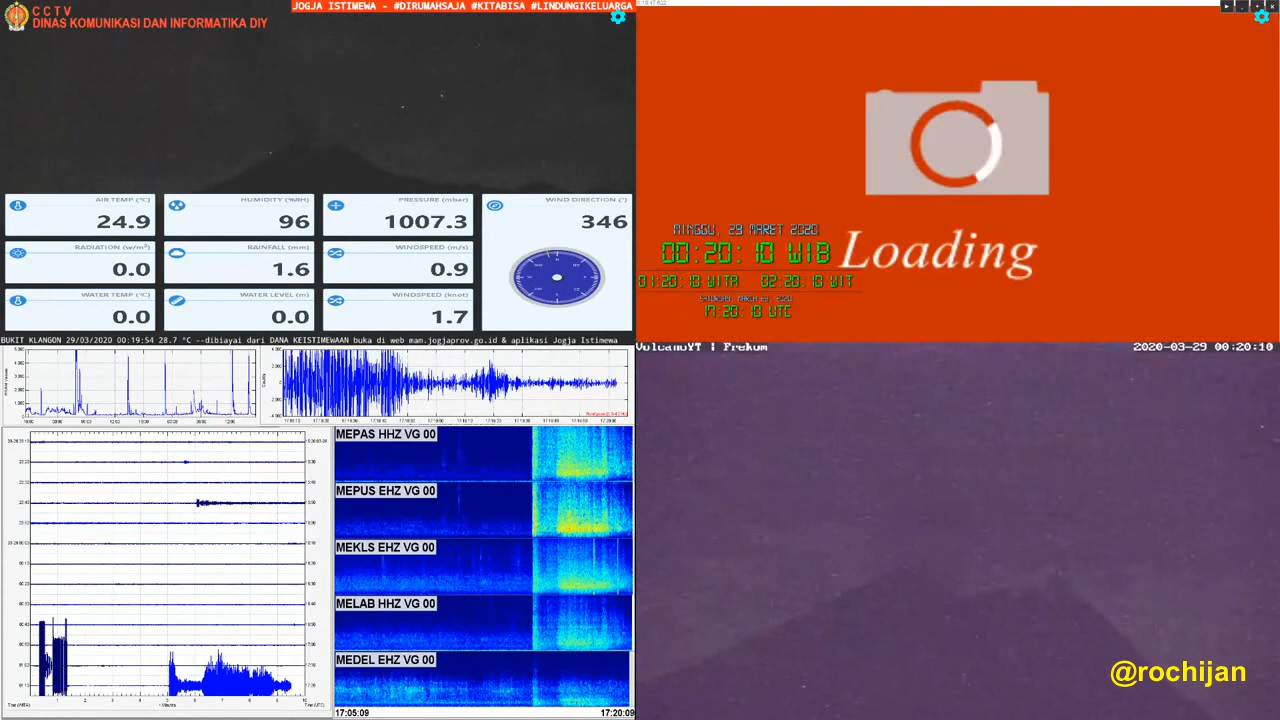 CCTV
DINAS KOMUNIKASI DAN INFORMATIKA DIY
JOGJA ISTIMEWA - #DIRUMAHSAJA #KITABISA #LINDUNGIKELUARGA
AIR TEMP (°C)
24.9
HUMIDITY (%RH)
96
PRESSURE (mbar)
1007.3
WIND DIRECTION (°)
346
RADIATION (w/m²)
0.0
RAINFALL (mm)
1.6
WINDSPEED (m/s)
0.9
WATER TEMP (°C)
0.0
WATER LEVEL (m)
0.0
WINDSPEED (knot)
1.7
BUKIT KLANGON 29/03/2020 00:19:54 28.7 °C --dibiayai dari DANA KEISTIMEWAAN buka di web mam.jogjaprov.go.id & aplikasi Jogja Istimewa
MINGGU, 29 MARET 2020
00:20:10 WIB
01:20:10 WITA 02:20:10 WIT
17:20:10 UTC
Loading
VolcanoYT | Frekom
2020-03-29 00:20:10
MEPAS HHZ VG 00
MEPUS EHZ VG 00
MEKLS EHZ VG 00
MELAB HHZ VG 00
MEDEL EHZ VG 00
17:05:09
17:20:09
@rochijan